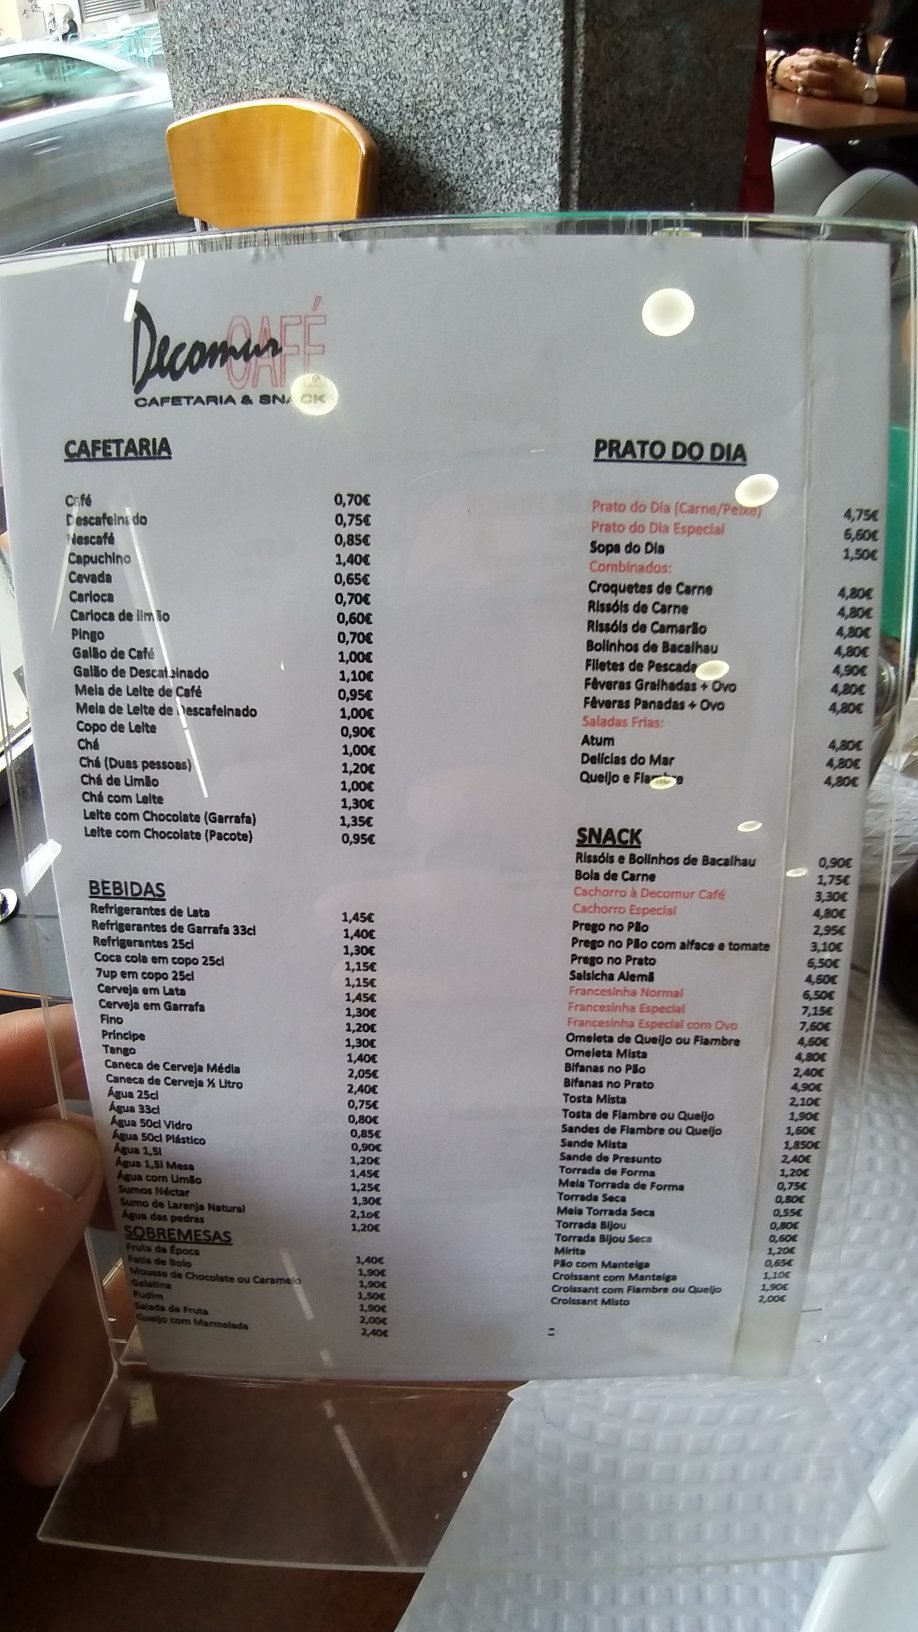 Decomur CAFÉ
CAFETARIA & SNACK
CAFETARIA
Café 0,70€
Descafeinado 0,75€
Nescafé 0,85€
Capuchino 1,40€
Cevada 0,65€
Carioca 0,70€
Carioca de limão 0,60€
Pingo 0,70€
Galão de Café 1,00€
Galão de Descafeinado 1,10€
Meia de Leite de Café 0,95€
Meia de Leite de Descafeinado 1,00€
Copo de Leite 0,90€
Chá 1,00€
Chá (Duas pessoas) 1,20€
Chá de Limão 1,00€
Chá com Leite 1,30€
Leite com Chocolate (Garrafa) 1,35€
Leite com Chocolate (Pacote) 0,95€
BEBIDAS
Refrigerantes de Lata 1,45€
Refrigerantes de Garrafa 33cl 1,40€
Refrigerantes 25cl 1,30€
Coca cola em copo 25cl 1,15€
7up em copo 25cl 1,15€
Cerveja em Lata 1,45€
Cerveja em Garrafa 1,30€
Fino 1,20€
Príncipe 1,30€
Tango 1,40€
Caneca de Cerveja Média 2,05€
Caneca de Cerveja ½ Litro 2,40€
Água 25cl 0,75€
Água 33cl 0,80€
Água 50cl Vidro 0,85€
Água 50cl Plástico 0,90€
Água 1,5l 1,20€
Água 1,5l Mesa 1,45€
Água com Limão 1,25€
Sumos Néctar 1,30€
Sumo de Laranja Natural 2,10€
Água das pedras 1,20€
SOBREMESAS
Fruta da Época 1,40€
Fatia de Bolo 1,90€
Mousse de Chocolate ou Caramelo 1,90€
Gelatina 1,50€
Pudim 1,90€
Salada de Fruta 2,00€
Queijo com Marmelada 2,40€
PRATO DO DIA
Prato do Dia (Carne/Peixe) 4,75€
Prato do Dia Especial 6,60€
Sopa do Dia 1,50€
Combinados:
Croquetes de Carne 4,80€
Rissóis de Carne 4,80€
Rissóis de Camarão 4,80€
Bolinhos de Bacalhau 4,80€
Filetes de Pescada 4,90€
Fêveras Gralhadas + Ovo 4,80€
Fêveras Panadas + Ovo 4,80€
Saladas Frias:
Atum 4,80€
Delícias do Mar 4,80€
Queijo e Fiambre 4,80€
SNACK
Rissóis e Bolinhos de Bacalhau 0,90€
Bola de Carne 1,75€
Cachorro à Decomur Café 3,30€
Cachorro Especial 4,80€
Prego no Pão 2,95€
Prego no Pão com alface e tomate 3,10€
Prego no Prato 6,50€
Salsicha Alemã 4,60€
Francesinha Normal 6,50€
Francesinha Especial 7,15€
Francesinha Especial com Ovo 7,60€
Omeleta de Queijo ou Fiambre 4,60€
Omeleta Mista 4,80€
Bifanas no Pão 2,40€
Bifanas no Prato 4,90€
Tosta Mista 2,10€
Tosta de Fiambre ou Queijo 1,90€
Sandes de Fiambre ou Queijo 1,60€
Sande Mista 1,850€
Sande de Presunto 2,40€
Torrada de Forma 1,20€
Meia Torrada de Forma 0,75€
Torrada Seca 0,80€
Meia Torrada Seca 0,55€
Torrada Bijou 0,80€
Torrada Bijou Seca 0,60€
Mirita 1,20€
Pão com Manteiga 0,65€
Croissant com Manteiga 1,10€
Croissant com Fiambre ou Queijo 1,90€
Croissant Misto 2,00€